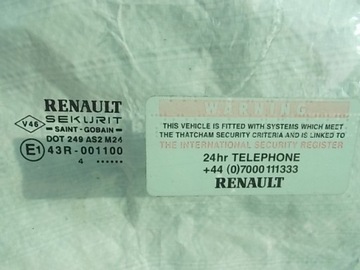 RENAULT
V46
SEKURIT
SAINT - GOBAIN
DOT 249 AS2 M24
E1 43R - 001100
4 ......
WARNING
THIS VEHICLE IS FITTED WITH SYSTEMS WHICH MEET
THE THATCHAM SECURITY CRITERIA AND IS LINKED TO
THE INTERNATIONAL SECURITY REGISTER
24hr TELEPHONE
+44 (0)7000 111333
RENAULT